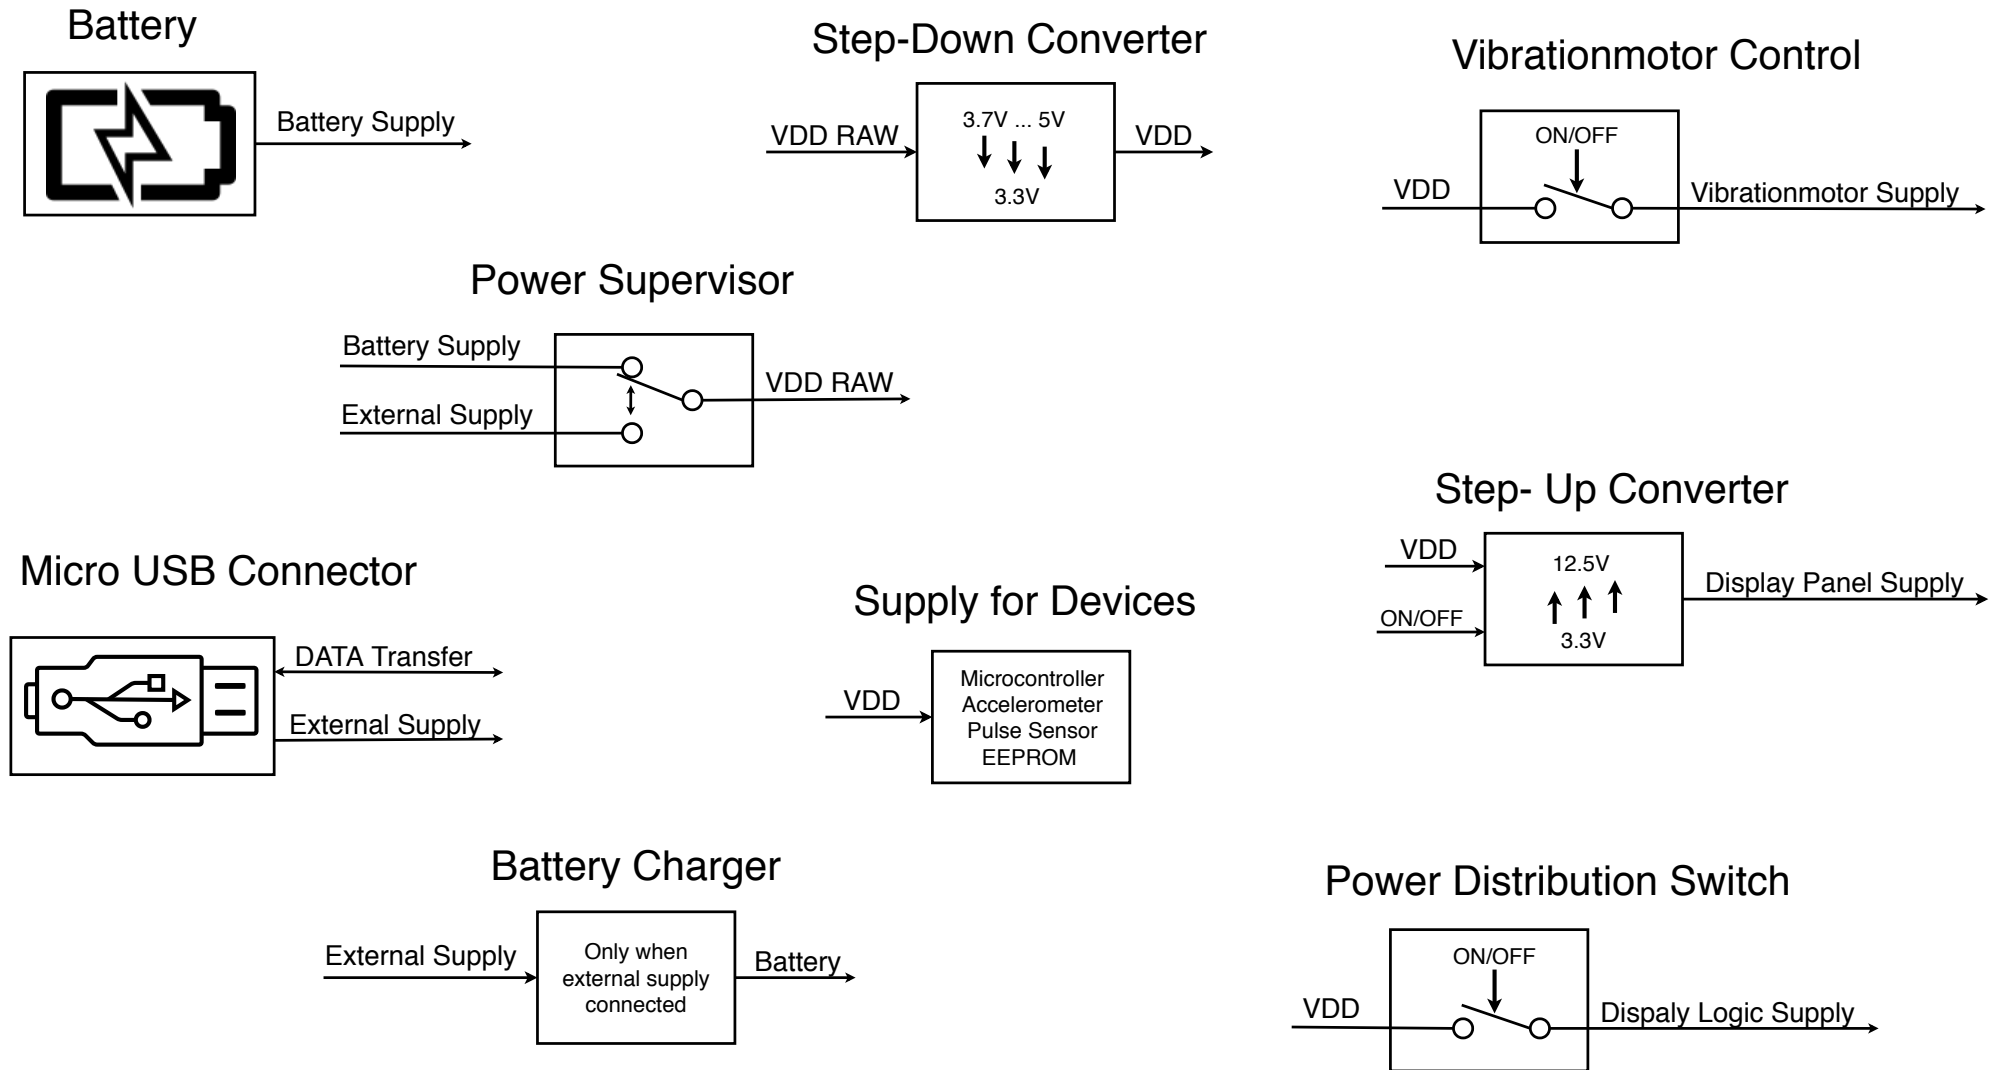 Battery
Battery Supply
Step-Down Converter
VDD RAW
3.7V ... 5V
3.3V
VDD
Vibrationmotor Control
ON/OFF
VDD
Vibrationmotor Supply
Power Supervisor
Battery Supply
External Supply
VDD RAW
Step- Up Converter
VDD
ON/OFF
12.5V
3.3V
Display Panel Supply
Micro USB Connector
DATA Transfer
External Supply
Supply for Devices
VDD
Microcontroller
Accelerometer
Pulse Sensor
EEPROM
Battery Charger
External Supply
Only when
external supply
connected
Battery
Power Distribution Switch
ON/OFF
VDD
Dispaly Logic Supply